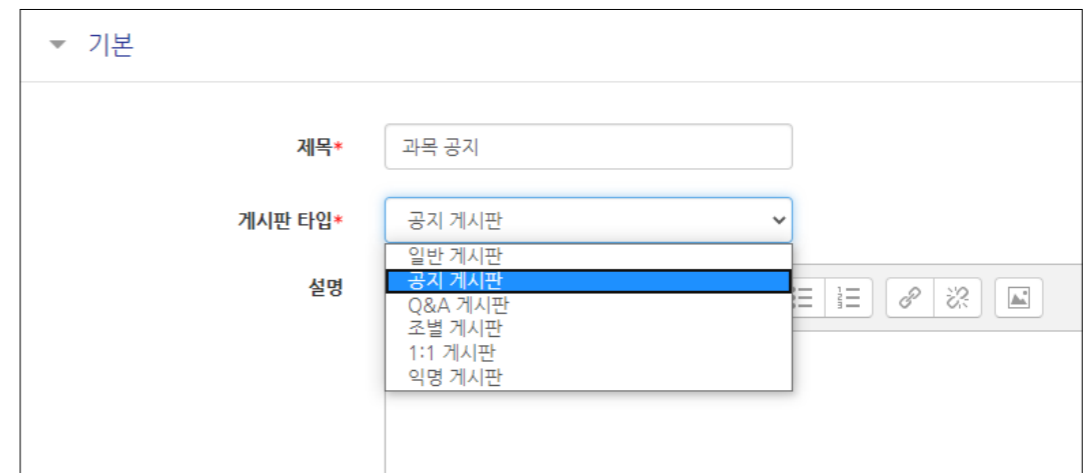 기본
제목*
과목 공지
게시판 타입*
공지 게시판
일반 게시판
설명
공지 게시판
Q&A 게시판
조별 게시판
1:1 게시판
익명 게시판